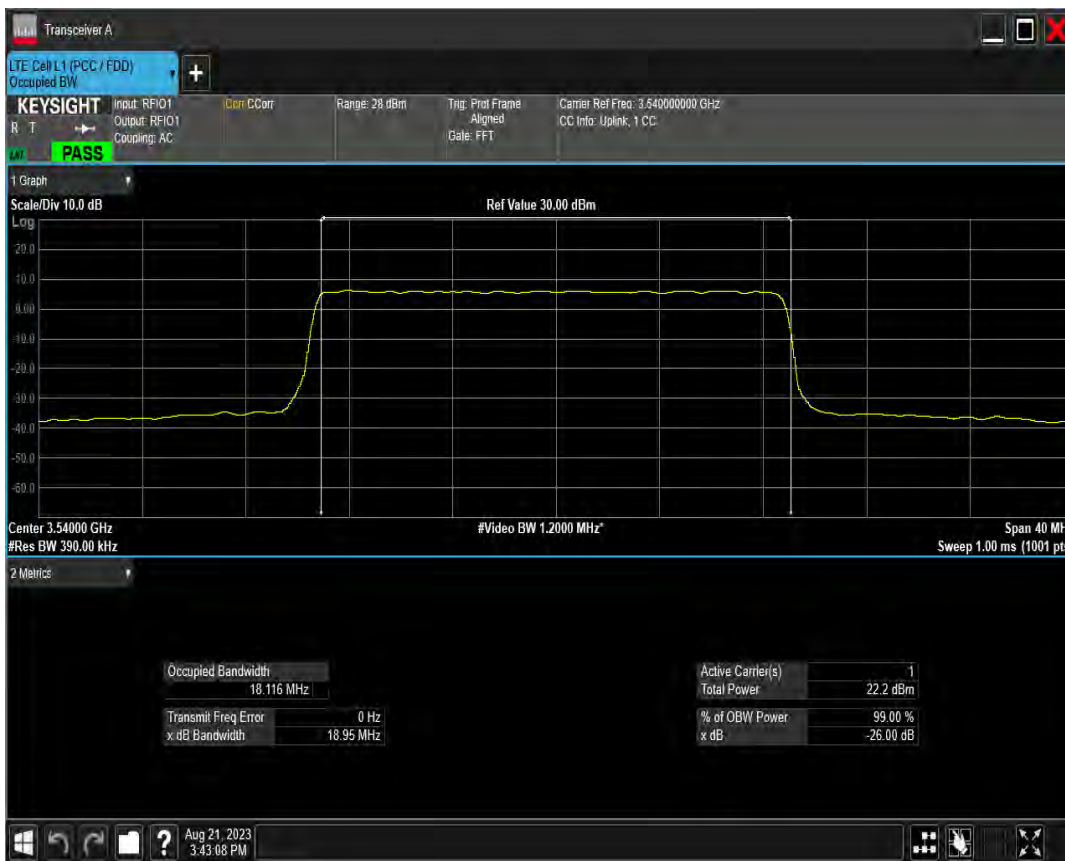 Transceiver A
LTE Cell L1 (PCC / FDD)
Occupied BW
+
KEYSIGHT
R T
PASS
Input: RFIO1
Output: RFIO1
Coupling: AC
Corr CCorr
Range: 28 dBm
Trig: Prot Frame
Aligned
Gate: FFT
Carrier Ref Freq: 3.540000000 GHz
CC Info: Uplink, 1 CC
1 Graph
Scale/Div 10.0 dB
Ref Value 30.00 dBm
Log
20.0
10.0
0.00
-10.0
-20.0
-30.0
-40.0
-50.0
-60.0
Center 3.54000 GHz
#Video BW 1.2000 MHz*
Span 40 MH
#Res BW 390.00 kHz
Sweep 1.00 ms (1001 pt
2 Metrics
Occupied Bandwidth
18.116 MHz
Transmit Freq Error 0 Hz
x dB Bandwidth 18.95 MHz
Active Carrier(s) 1
Total Power 22.2 dBm
% of OBW Power 99.00 %
x dB -26.00 dB
?
Aug 21, 2023
3:43:08 PM